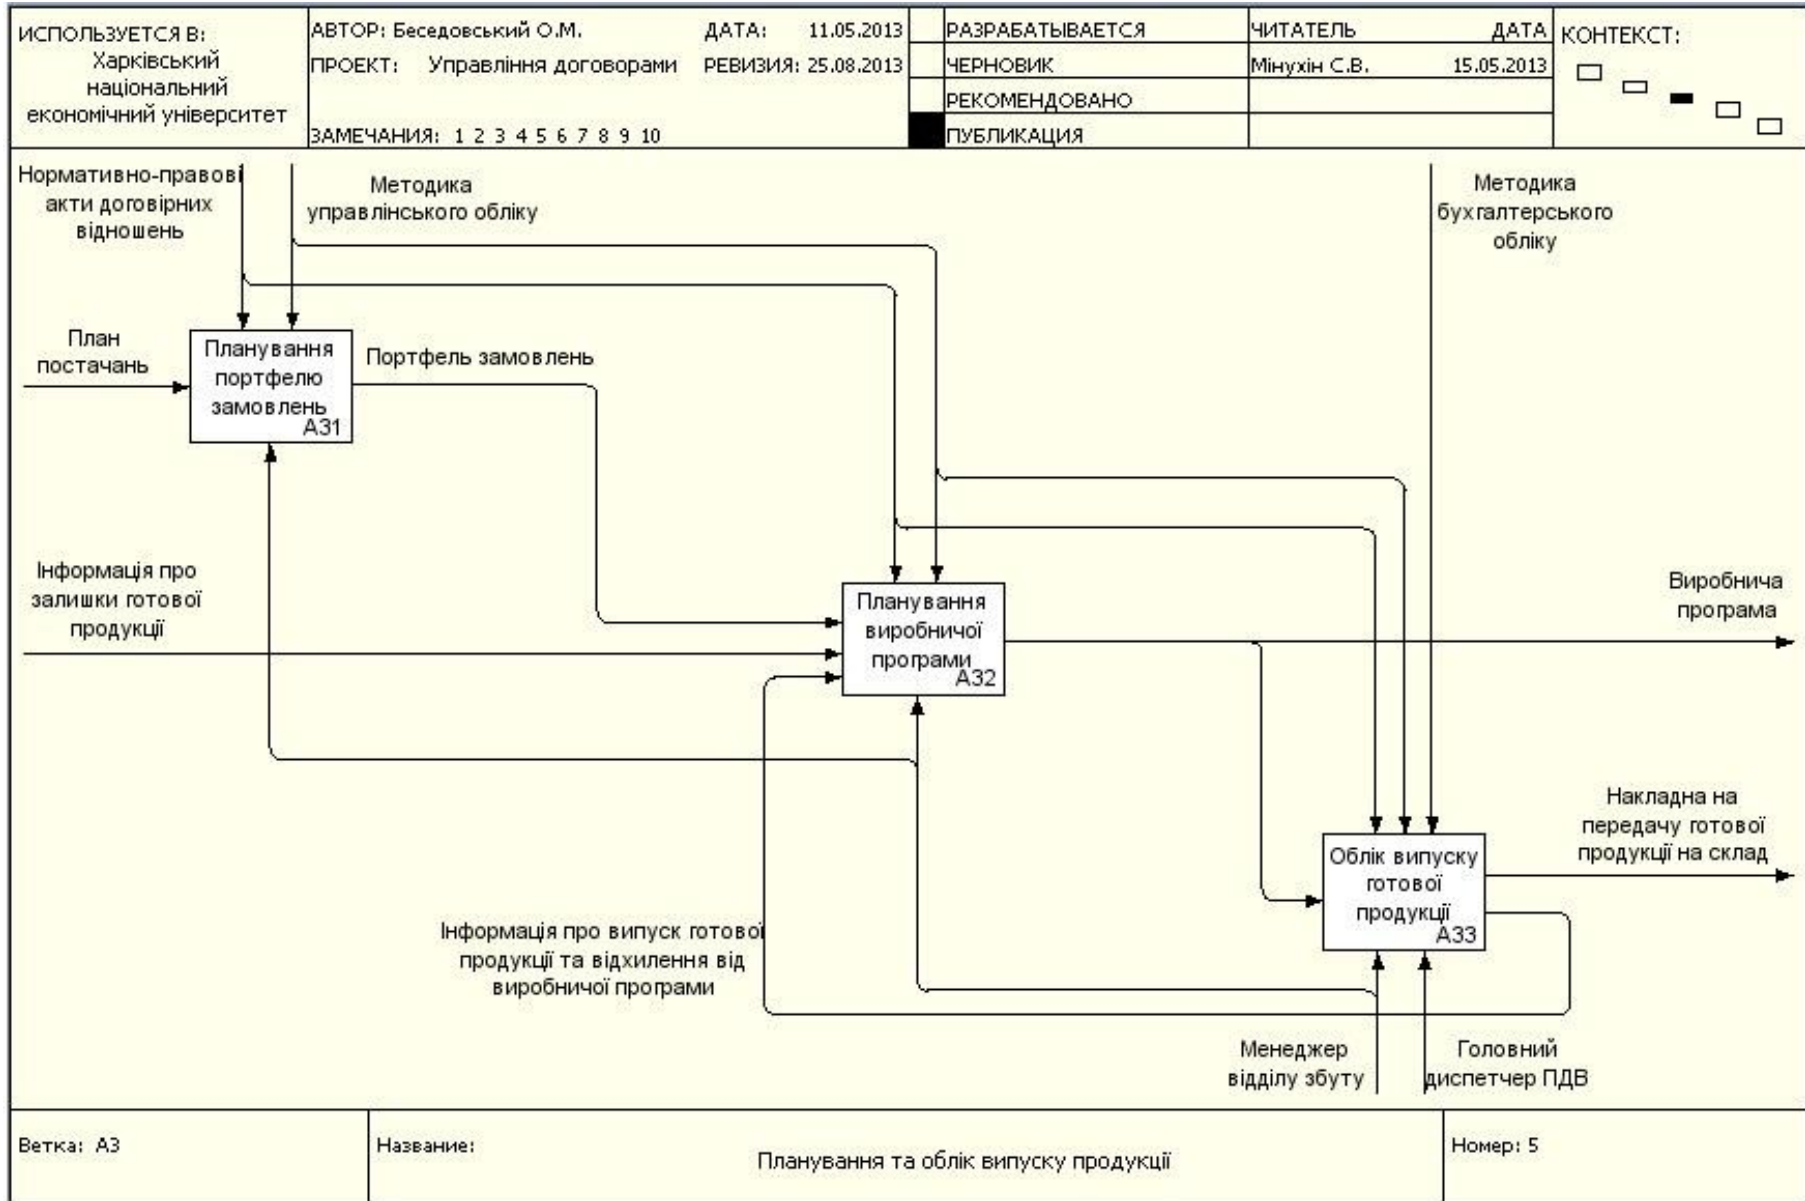 ИСПОЛЬЗУЕТСЯ В:
Харківський
національний
економічний університет
АВТОР: Беседовський О.М.
ДАТА: 11.05.2013
ПРОЕКТ: Управління договорами
РЕВИЗИЯ: 25.08.2013
ЗАМЕЧАНИЯ: 1 2 3 4 5 6 7 8 9 10
РАЗРАБАТЫВАЕТСЯ
ЧЕРНОВИК
РЕКОМЕНДОВАНО
ПУБЛИКАЦИЯ
ЧИТАТЕЛЬ ДАТА
Мінухін С.В. 15.05.2013
КОНТЕКСТ:
Нормативно-правові
акти договірних
відношень
Методика
управлінського обліку
Методика
бухгалтерського
обліку
План
постачань
Планування
портфелю
замовлень
А31
Портфель замовлень
Інформація про
залишки готової
продукції
Планування
виробничої
програми
А32
Виробнича
програма
Накладна на
передачу готової
продукції на склад
Облік випуску
готової
продукції
А33
Інформація про випуск готової
продукції та відхилення від
виробничої програми
Менеджер
відділу збуту
Головний
диспетчер ПДВ
Ветка: А3
Название:
Планування та облік випуску продукції
Номер: 5